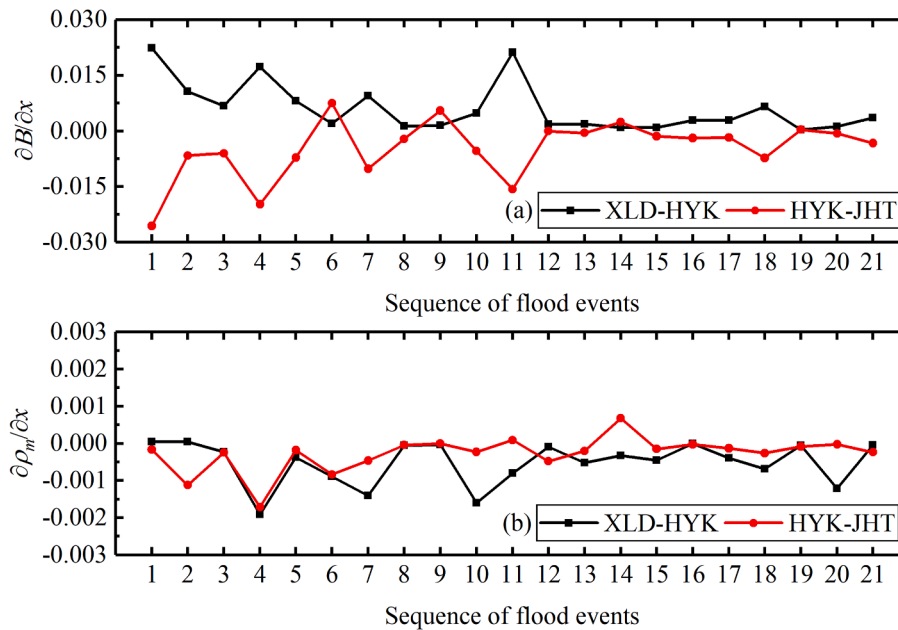 0.030
0.015
0.000
-0.015
-0.030
∂B/∂x
(a) XLD-HYK HYK-JHT
1 2 3 4 5 6 7 8 9 10 11 12 13 14 15 16 17 18 19 20 21
Sequence of flood events
0.003
0.002
0.001
0.000
-0.001
-0.002
-0.003
∂ρm/∂x
(b) XLD-HYK HYK-JHT
1 2 3 4 5 6 7 8 9 10 11 12 13 14 15 16 17 18 19 20 21
Sequence of flood events